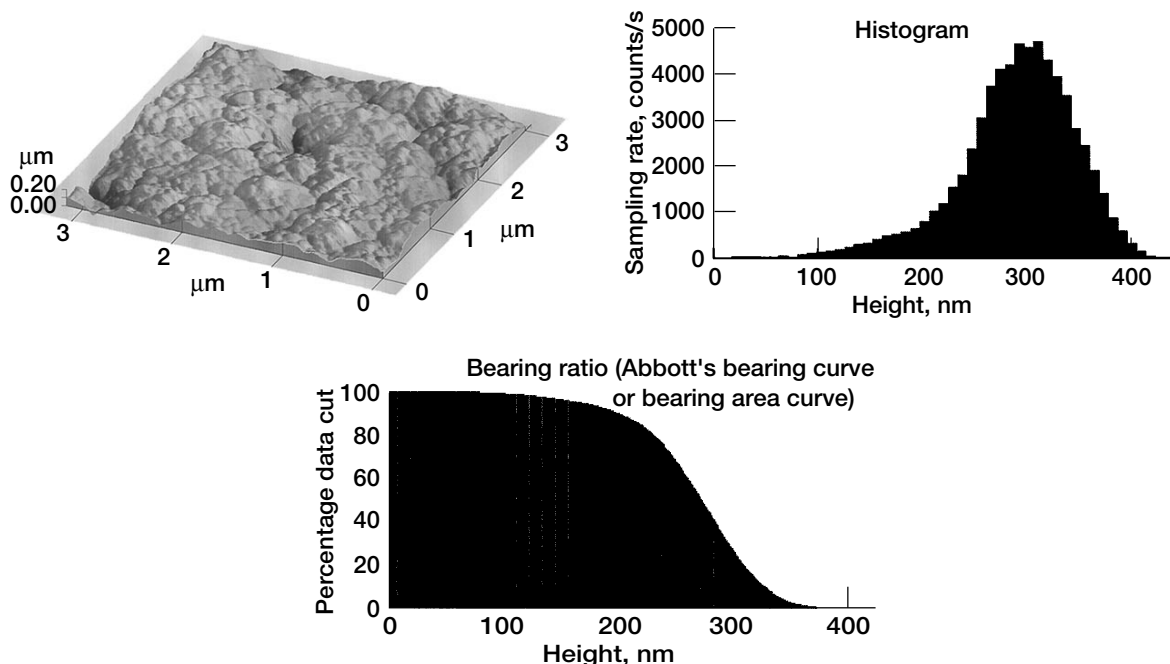 μm
0.20
0.00
3
2
μm
1
0
0
1
μm
2
3
Histogram
Sampling rate, counts/s
5000
4000
3000
2000
1000
0
0 100 200 300 400
Height, nm
Bearing ratio (Abbott's bearing curve
or bearing area curve)
Percentage data cut
100
80
60
40
20
0
0 100 200 300 400
Height, nm